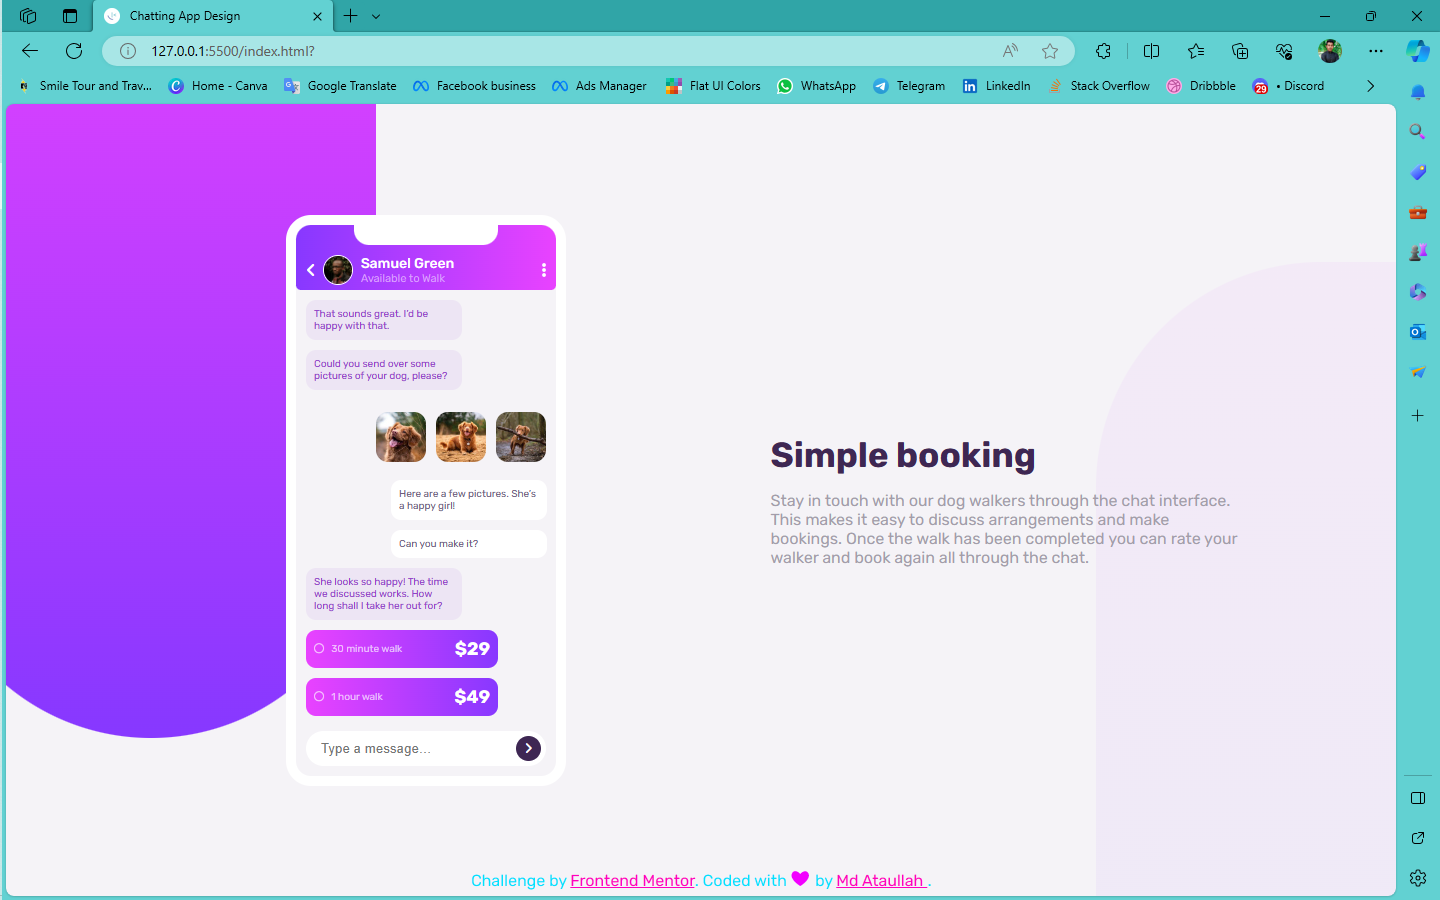 Chatting App Design
127.0.0.1:5500/index.html?
Smile Tour and Trav...
Home - Canva
Google Translate
Facebook business
Ads Manager
Flat UI Colors
WhatsApp
Telegram
LinkedIn
Stack Overflow
Dribbble
29
• Discord
Samuel Green
Available to Walk
That sounds great. I'd be
happy with that.
Could you send over some
pictures of your dog, please?
Here are a few pictures. She's
a happy girl!
Can you make it?
She looks so happy! The time
we discussed works. How
long shall I take her out for?
30 minute walk
$29
1 hour walk
$49
Type a message...
Simple booking
Stay in touch with our dog walkers through the chat interface.
This makes it easy to discuss arrangements and make
bookings. Once the walk has been completed you can rate your
walker and book again all through the chat.
Challenge by Frontend Mentor. Coded with by Md Ataullah .